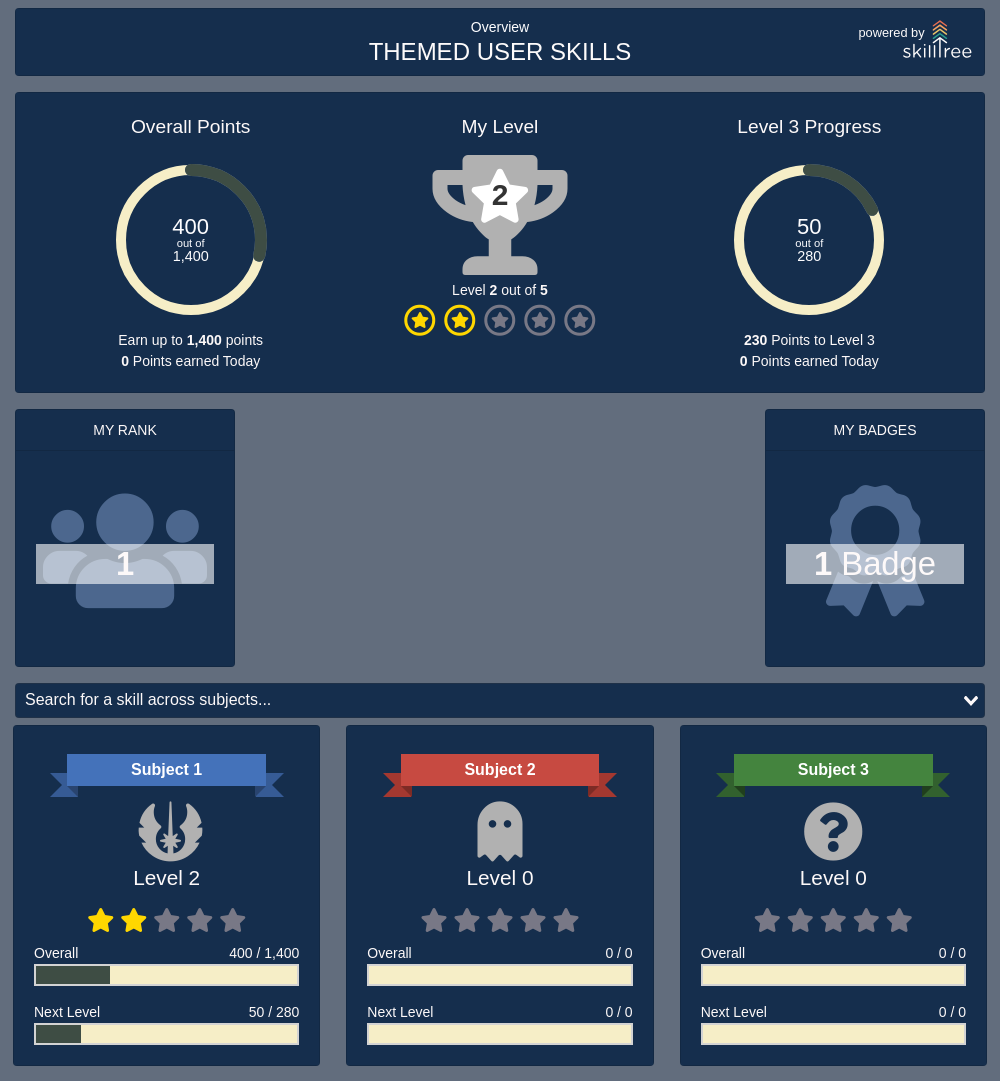 Overview
THEMED USER SKILLS
powered by
skilltree
Overall Points
My Level
Level 3 Progress
400
out of
1,400
2
50
out of
280
Level 2 out of 5
Earn up to 1,400 points
0 Points earned Today
230 Points to Level 3
0 Points earned Today
MY RANK
1
MY BADGES
1 Badge
Search for a skill across subjects...
Subject 1
Level 2
Overall 400 / 1,400
Next Level 50 / 280
Subject 2
Level 0
Overall 0 / 0
Next Level 0 / 0
Subject 3
Level 0
Overall 0 / 0
Next Level 0 / 0